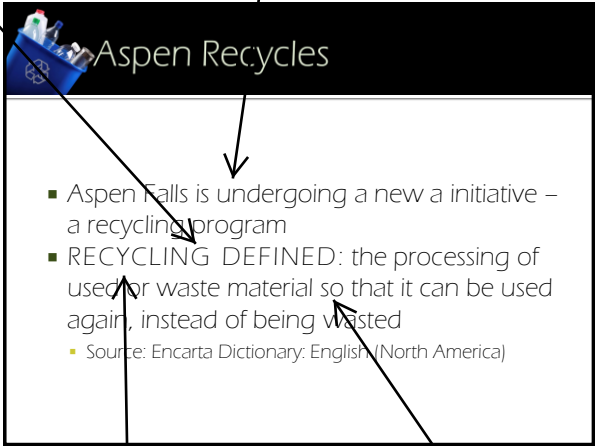 Aspen Recycles
Aspen Falls is undergoing a new a initiative –
a recycling program
RECYCLING DEFINED: the processing of
used or waste material so that it can be used
again, instead of being wasted
Source: Encarta Dictionary: English (North America)